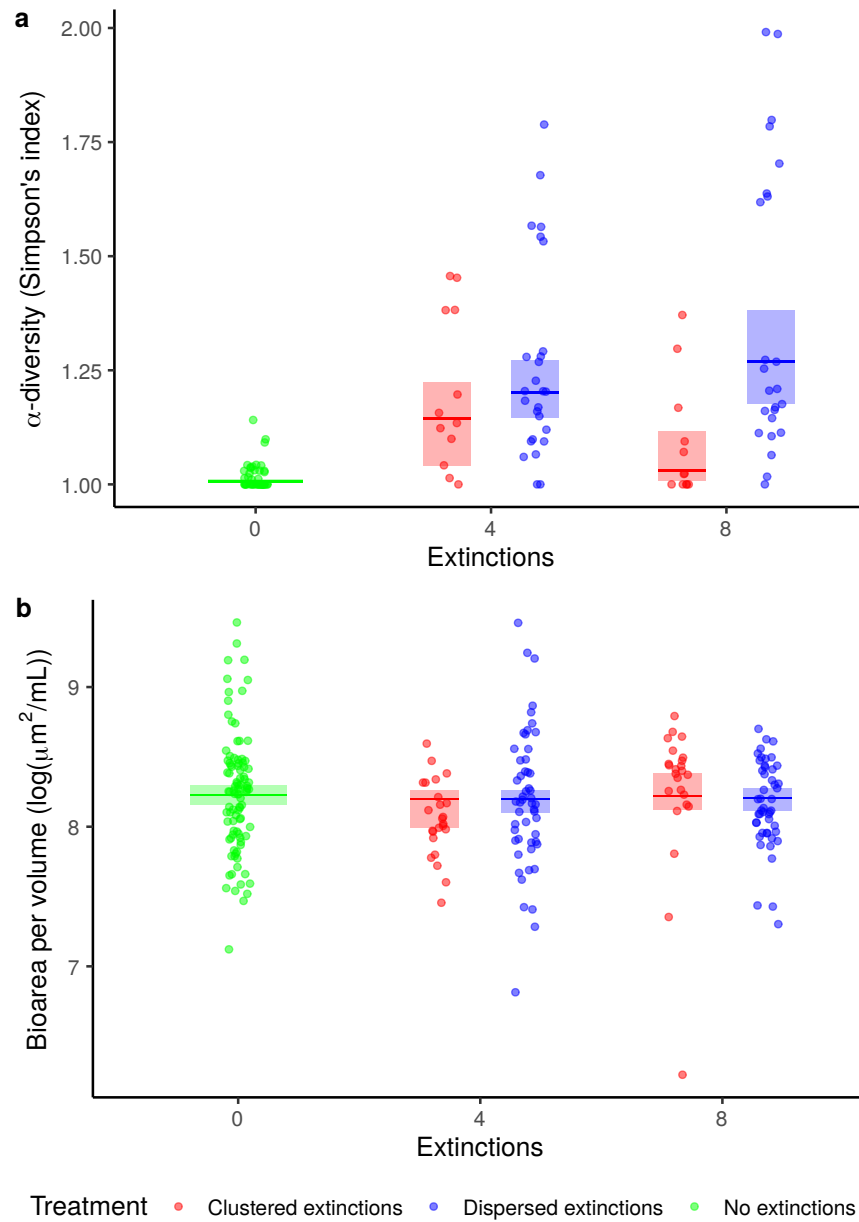 a
α-diversity (Simpson's index)
2.00
1.75
1.50
1.25
1.00
0 4 8
Extinctions
b
Bioarea per volume (log(μm²/mL))
9
8
7
0 4 8
Extinctions
Treatment Clustered extinctions Dispersed extinctions No extinctions